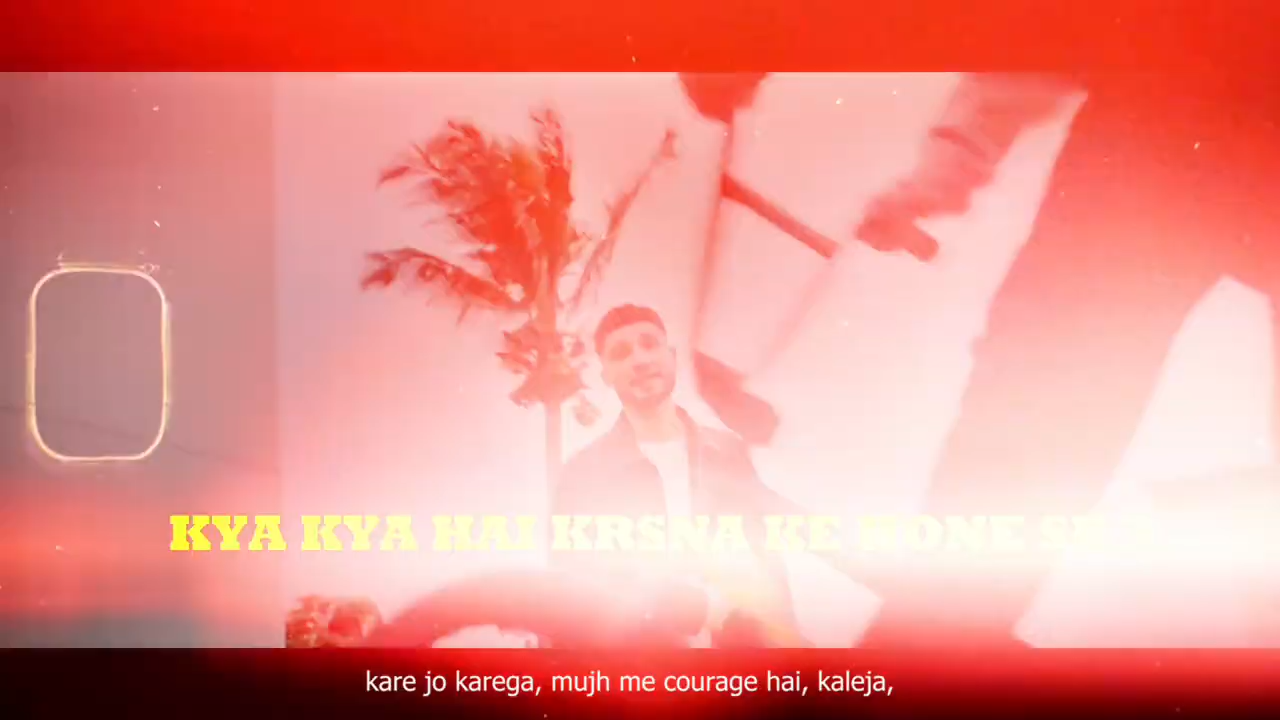 KYA KYA HAI KRSNA KE HONE SE
kare jo karega, mujh me courage hai, kaleja,